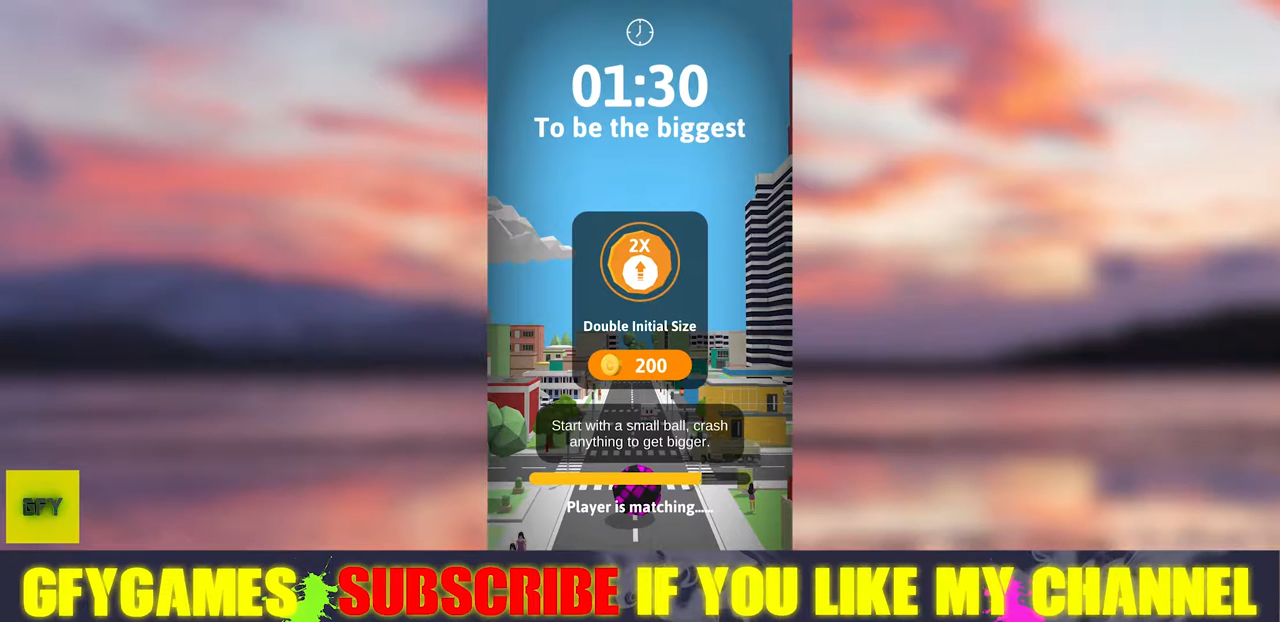 01:30
To be the biggest
2X
Double Initial Size
200
Start with a small ball, crash
anything to get bigger.
Player is matching......
GFY
GFYGAMES SUBSCRIBE IF YOU LIKE MY CHANNEL